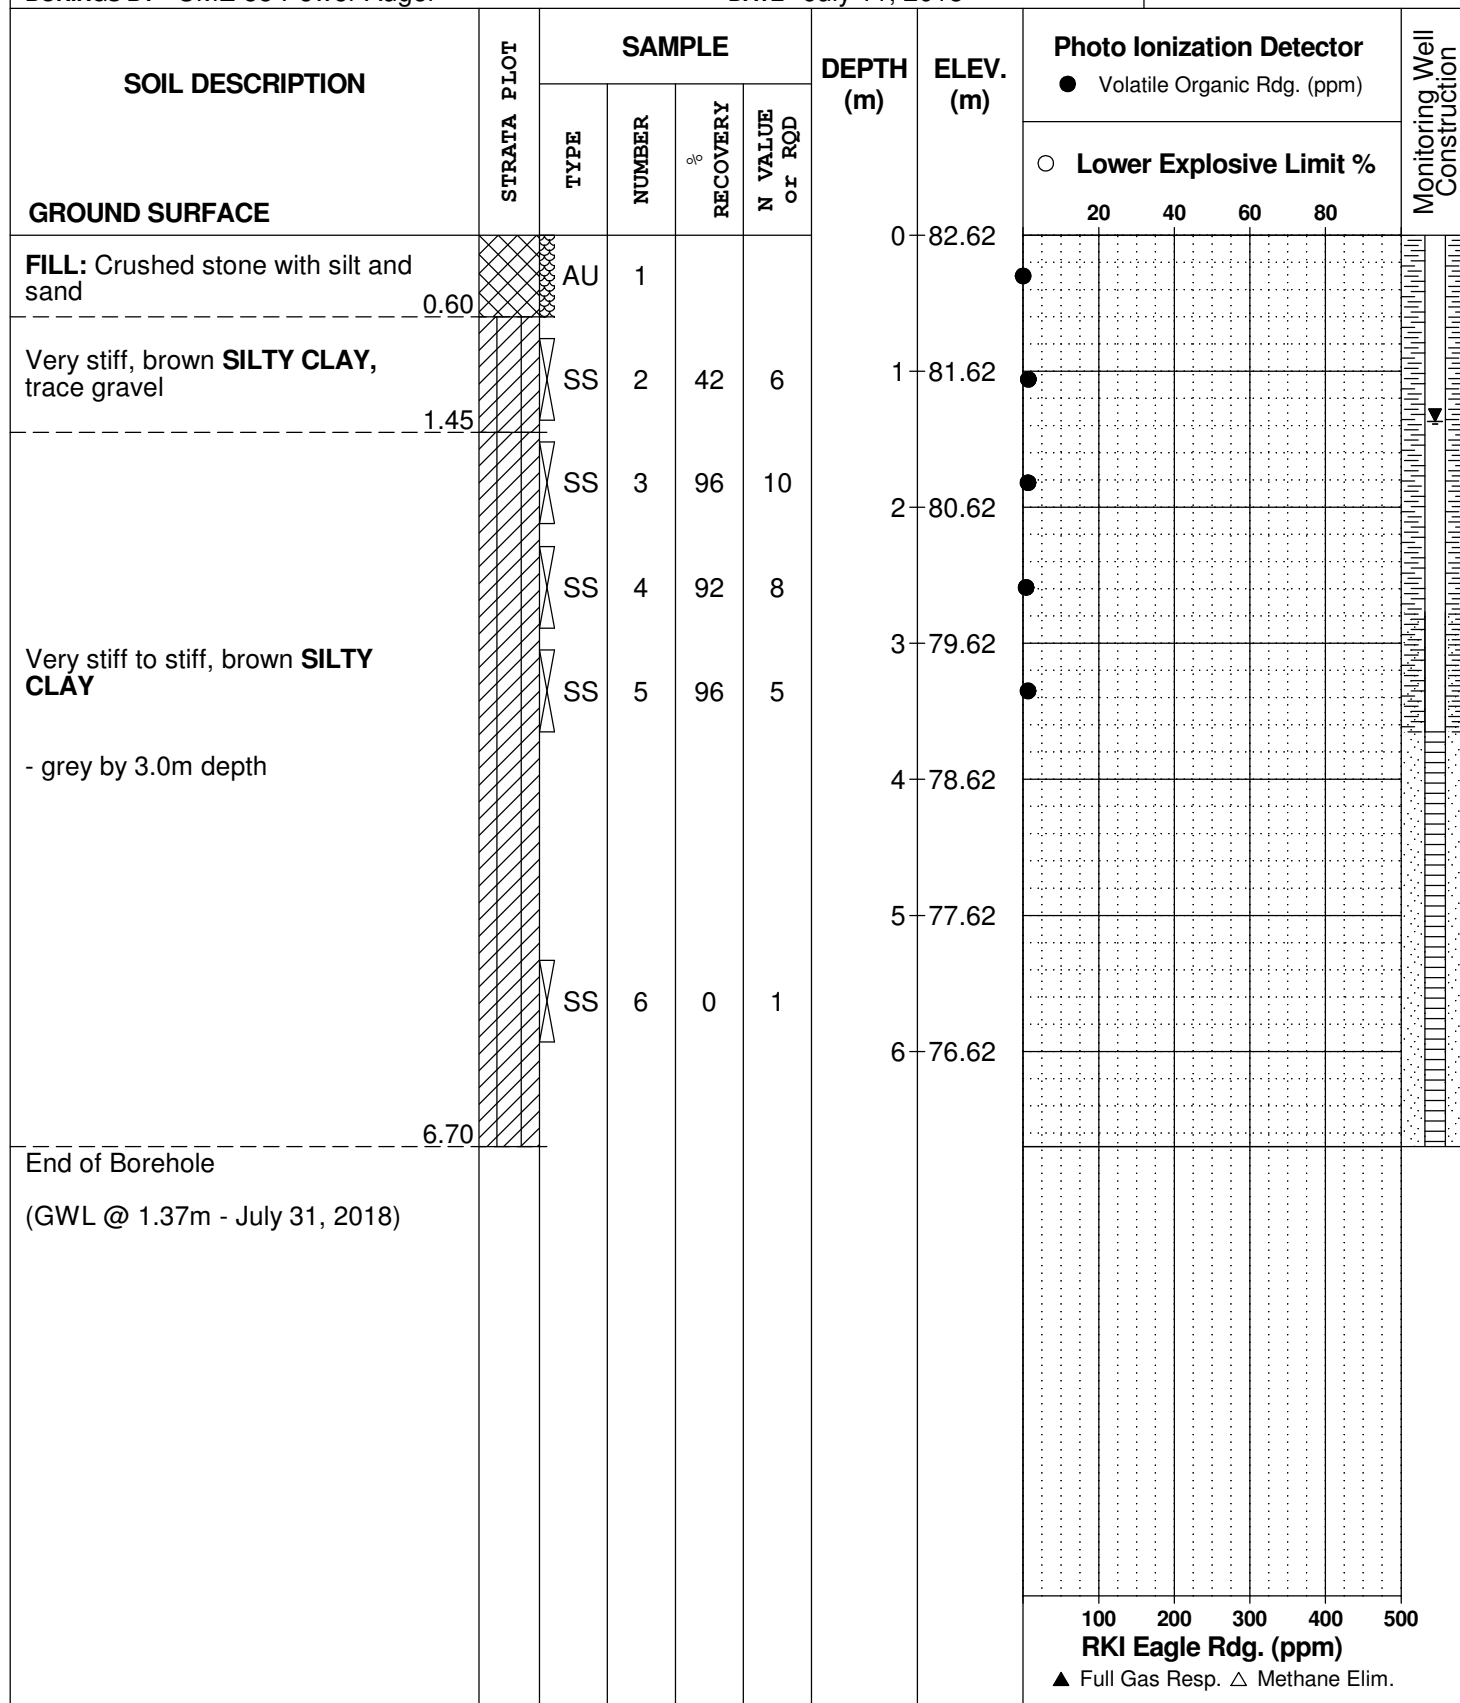 SOIL DESCRIPTION
GROUND SURFACE
STRATA PLOT
SAMPLE
TYPE
NUMBER
%
RECOVERY
N VALUE
or RQD
DEPTH
(m)
ELEV.
(m)
Photo Ionization Detector
● Volatile Organic Rdg. (ppm)
○ Lower Explosive Limit %
20 40 60 80
Monitoring Well
Construction
0 82.62
FILL: Crushed stone with silt and
sand
0.60
AU 1
Very stiff, brown SILTY CLAY,
trace gravel
1.45
SS 2 42 6
1 81.62
SS 3 96 10
2 80.62
SS 4 92 8
3 79.62
Very stiff to stiff, brown SILTY
CLAY
SS 5 96 5
- grey by 3.0m depth
4 78.62
5 77.62
SS 6 0 1
6 76.62
6.70
End of Borehole
(GWL @ 1.37m - July 31, 2018)
100 200 300 400 500
RKI Eagle Rdg. (ppm)
▲ Full Gas Resp. △ Methane Elim.